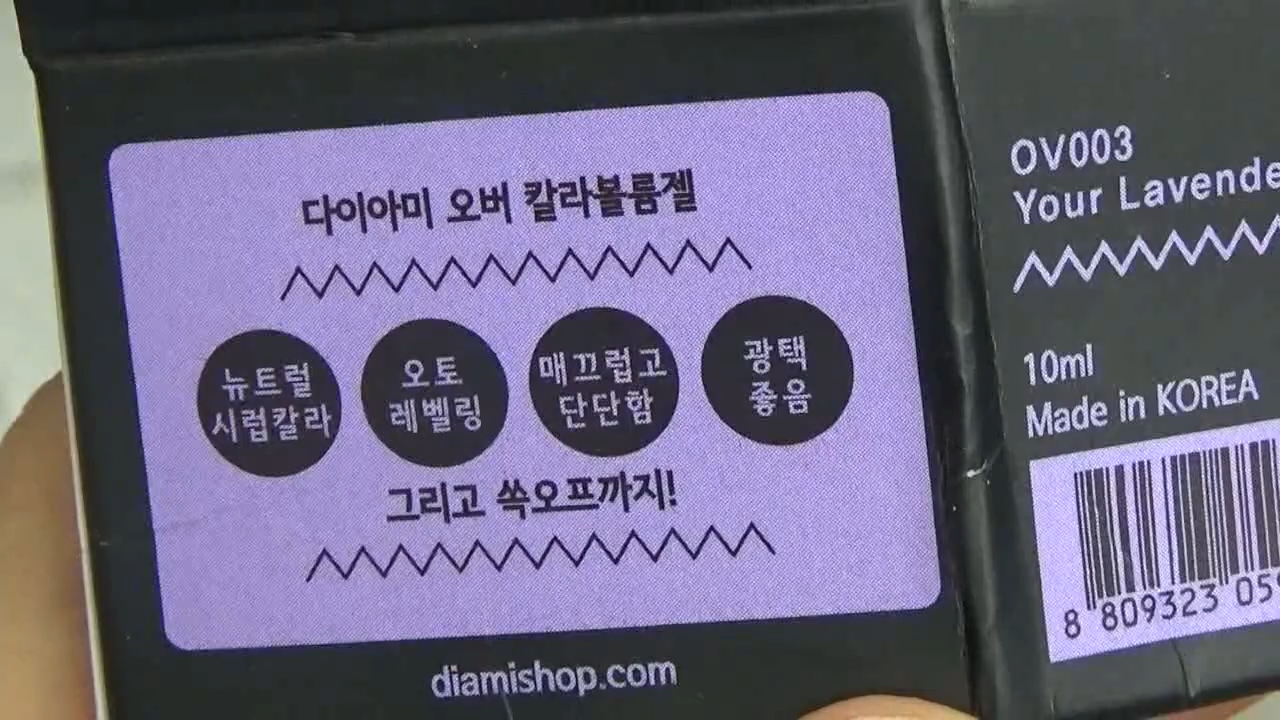 다이아미 오버 칼라볼륨젤
뉴트럴
시럽칼라
오토
레벨링
매끄럽고
단단함
광택
좋음
그리고 쏙오프까지!
diamishop.com
OV003
Your Lavende
10ml
Made in KOREA
8 809323 05